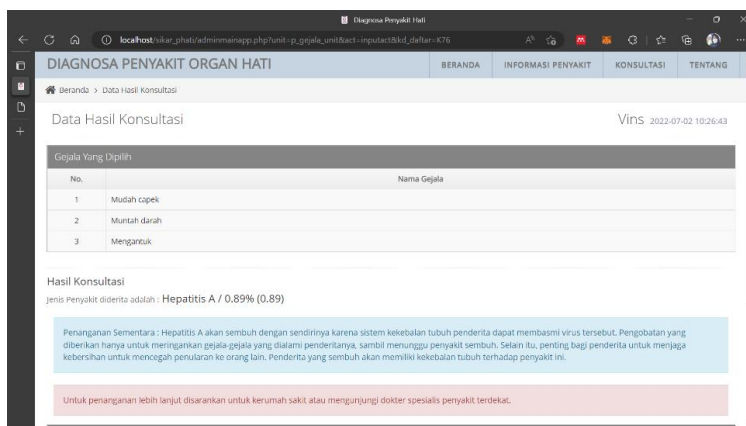 Diagnosa Penyakit Hati
localhost/sikar_phati/adminmainapp.php?unit=p_gejala_unit&act=inputact&kd_daftar=K76
DIAGNOSA PENYAKIT ORGAN HATI
BERANDA
INFORMASI PENYAKIT
KONSULTASI
TENTANG
Beranda > Data Hasil Konsultasi
Data Hasil Konsultasi
Vins 2022-07-02 10:26:43
Gejala Yang Dipilih
No. Nama Gejala
1 Mudah capek
2 Muntah darah
3 Mengantuk
Hasil Konsultasi
Jenis Penyakit diderita adalah : Hepatitis A / 0.89% (0.89)
Penanganan Sementara : Hepatitis A akan sembuh dengan sendirinya karena sistem kekebalan tubuh penderita dapat membasmi virus tersebut. Pengobatan yang
diberikan hanya untuk meringankan gejala-gejala yang dialami penderitanya, sambil menunggu penyakit sembuh. Selain itu, penting bagi penderita untuk menjaga
kebersihan untuk mencegah penularan ke orang lain. Penderita yang sembuh akan memiliki kekebalan tubuh terhadap penyakit ini.
Untuk penanganan lebih lanjut disarankan untuk kerumah sakit atau mengunjungi dokter spesialis penyakit terdekat.